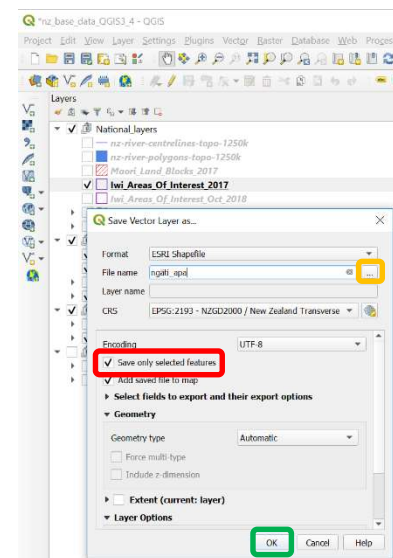 *nz_base_data_QGIS3_4 - QGIS
Project Edit View Layer Settings Plugins Vector Raster Database Web Proces
Layers
National_layers
nz-river-centrelines-topo-1250k
nz-river-polygons-topo-1250k
Maori_Land_Blocks_2017
Iwi_Areas_Of_Interest_2017
Iwi_Areas_Of_Interest_Oct_2018
Save Vector Layer as...
Format ESRI Shapefile
File name ngāti_apa ...
Layer name
CRS EPSG:2193 - NZGD2000 / New Zealand Transverse
Encoding UTF-8
Save only selected features
Add saved file to map
Select fields to export and their export options
Geometry
Geometry type Automatic
Force multi-type
Include z-dimension
Extent (current: layer)
Layer Options
OK Cancel Help